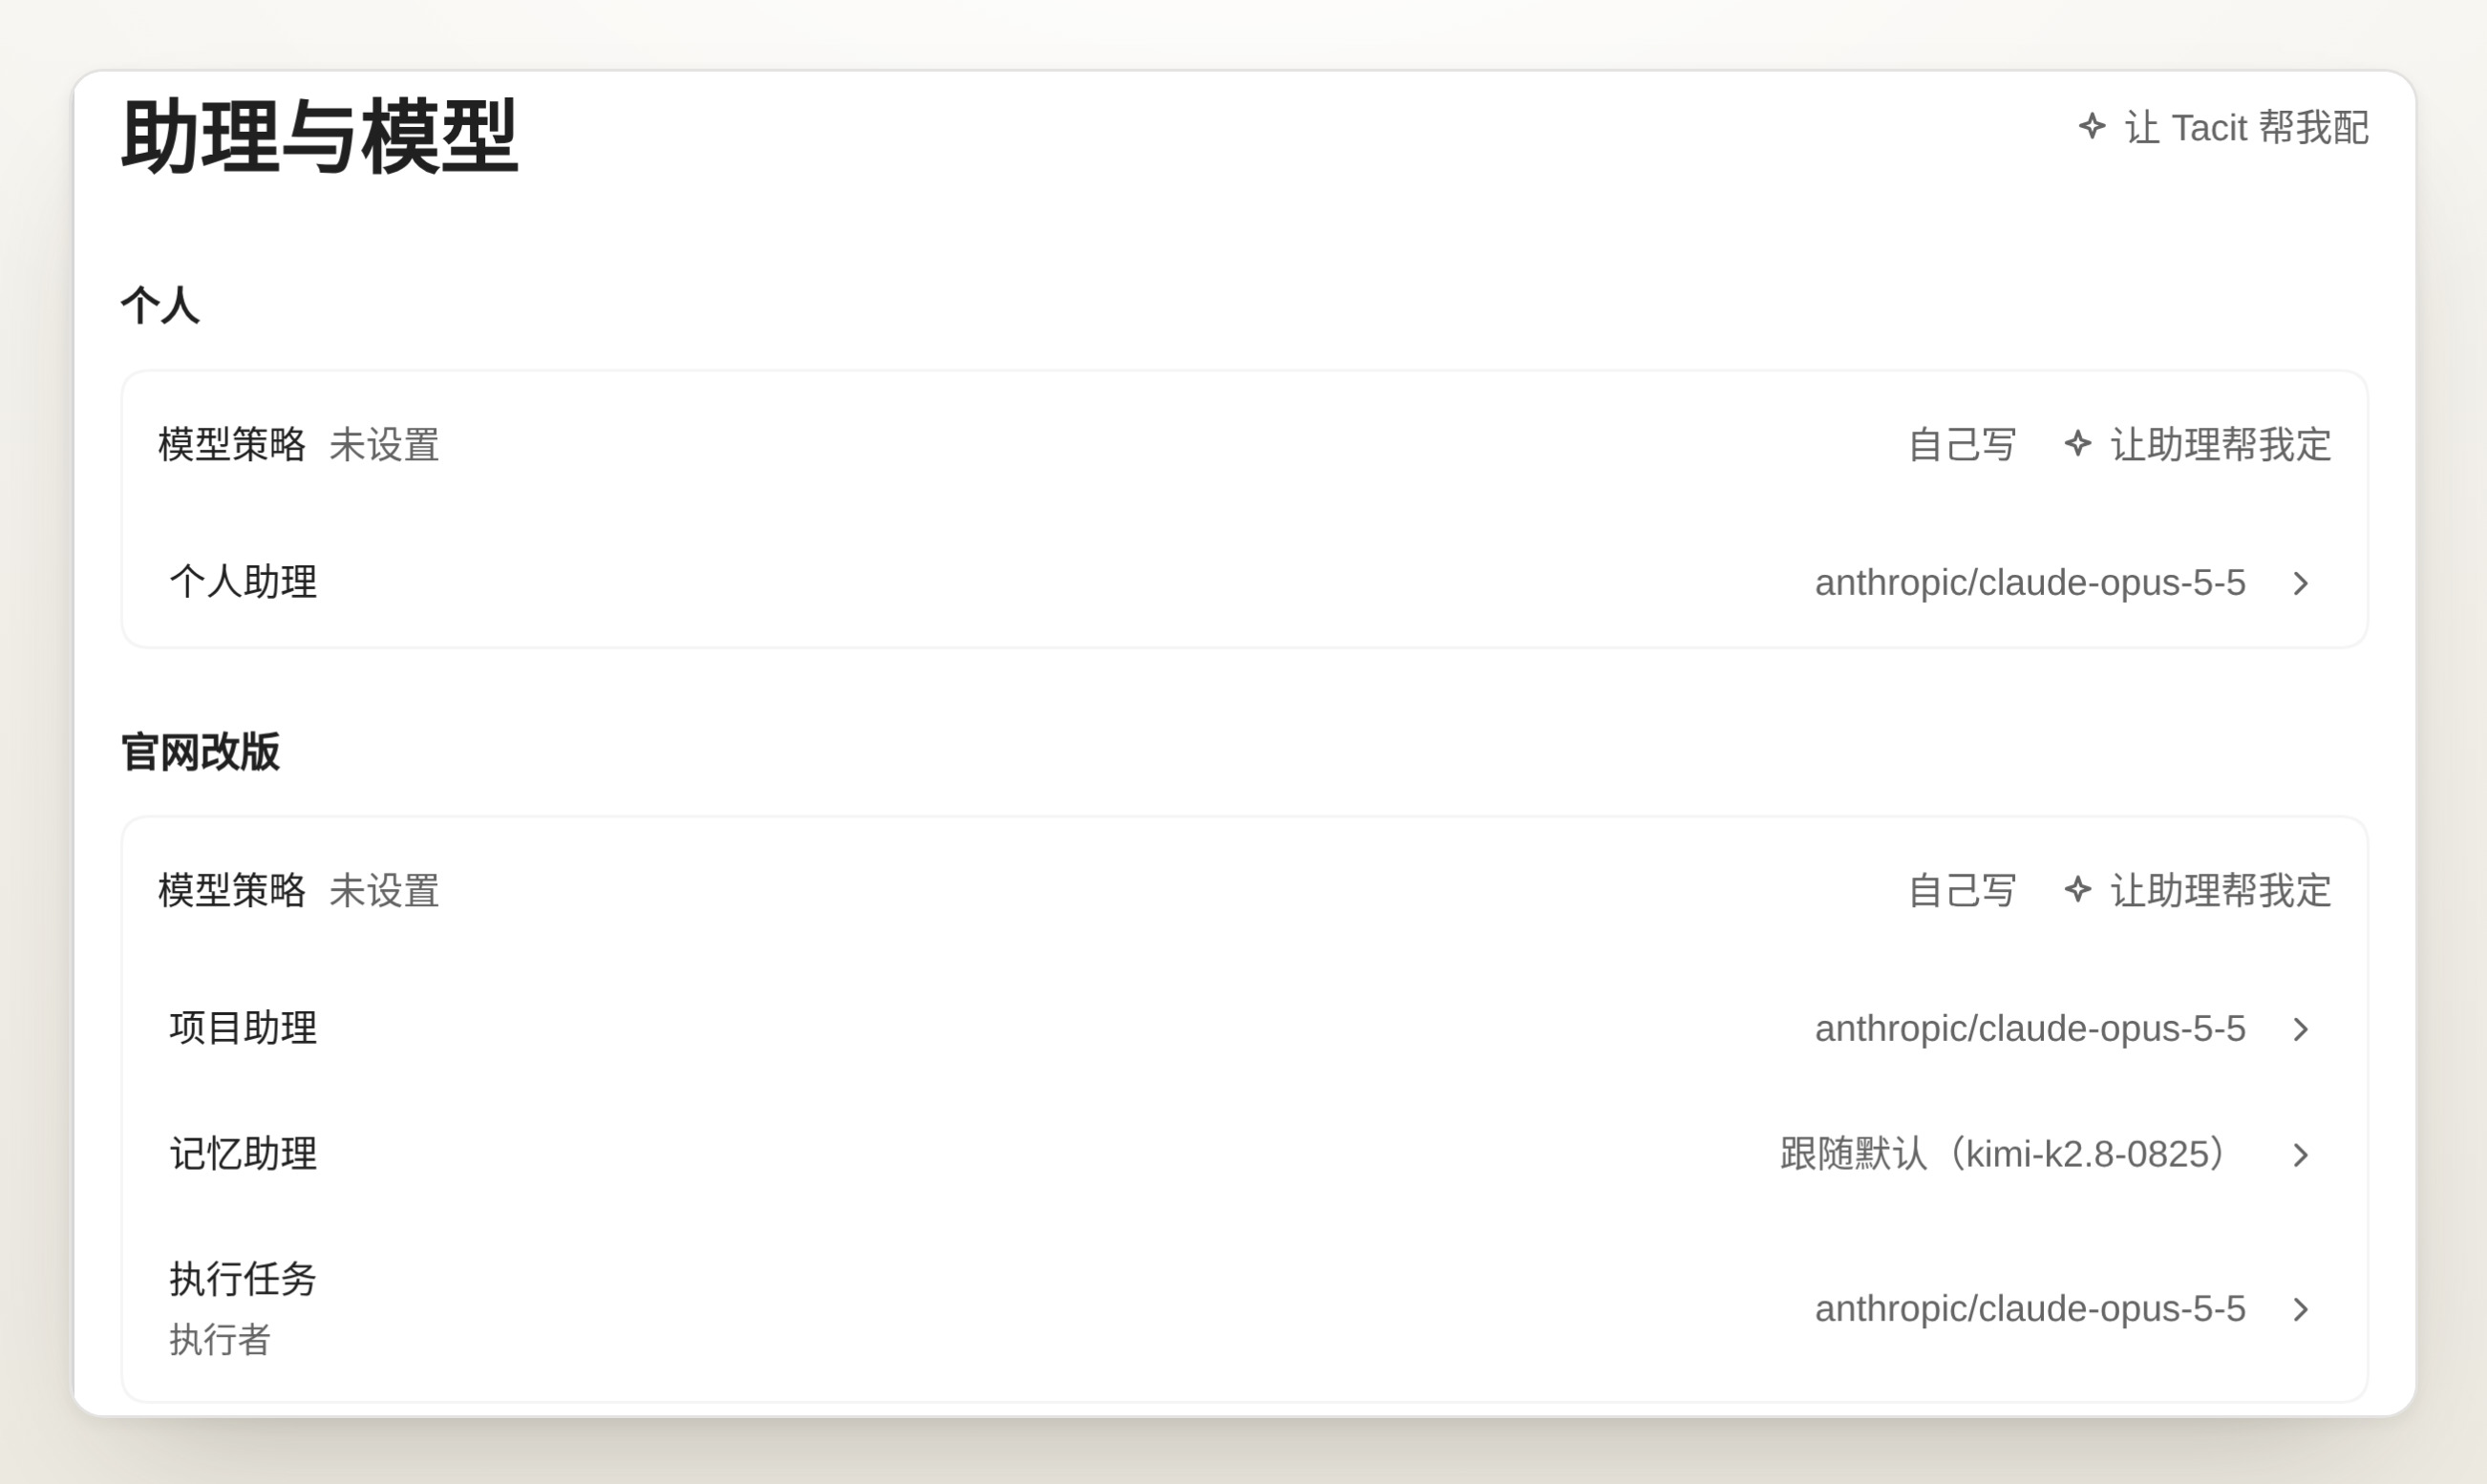 助理与模型
让 Tacit 帮我配
个人
模型策略 未设置 自己写 让助理帮我定
个人助理 anthropic/claude-opus-5-5
官网改版
模型策略 未设置 自己写 让助理帮我定
项目助理 anthropic/claude-opus-5-5
记忆助理 跟随默认（kimi-k2.8-0825）
执行任务
执行者
anthropic/claude-opus-5-5